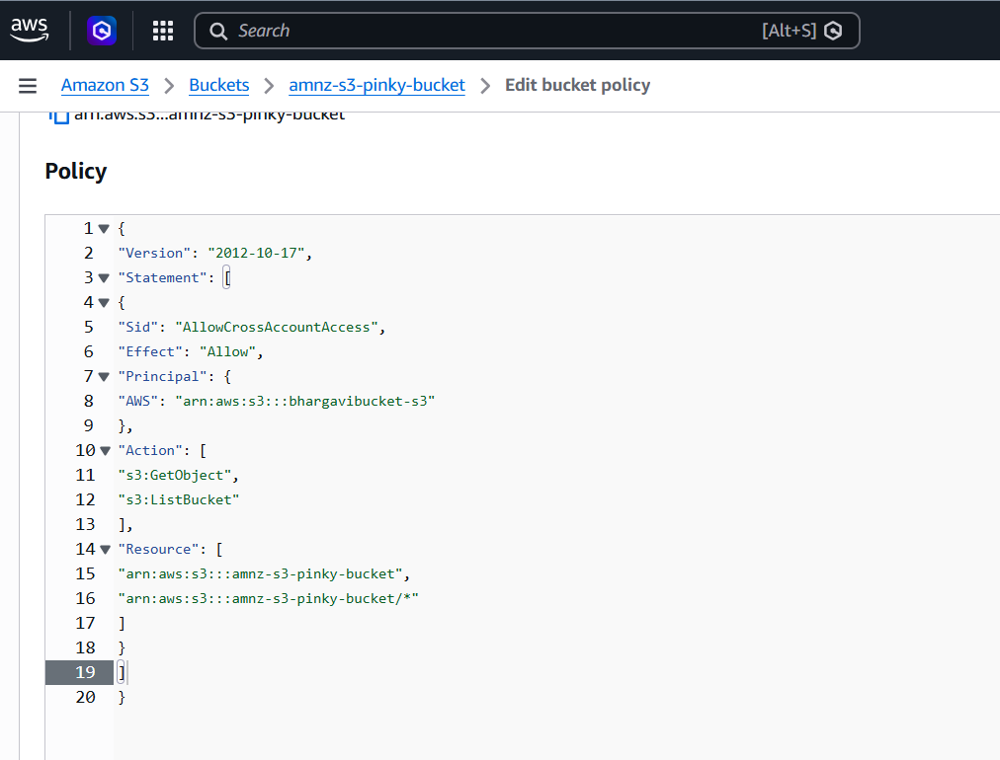 aws
Search [Alt+S]
Amazon S3 > Buckets > amnz-s3-pinky-bucket > Edit bucket policy
arn:aws:s3:::amnz-s3-pinky-bucket
Policy
1 {
2 "Version": "2012-10-17",
3 "Statement": [
4 {
5 "Sid": "AllowCrossAccountAccess",
6 "Effect": "Allow",
7 "Principal": {
8 "AWS": "arn:aws:s3:::bhargavibucket-s3"
9 },
10 "Action": [
11 "s3:GetObject",
12 "s3:ListBucket"
13 ],
14 "Resource": [
15 "arn:aws:s3:::amnz-s3-pinky-bucket",
16 "arn:aws:s3:::amnz-s3-pinky-bucket/*"
17 ]
18 }
19 ]
20 }